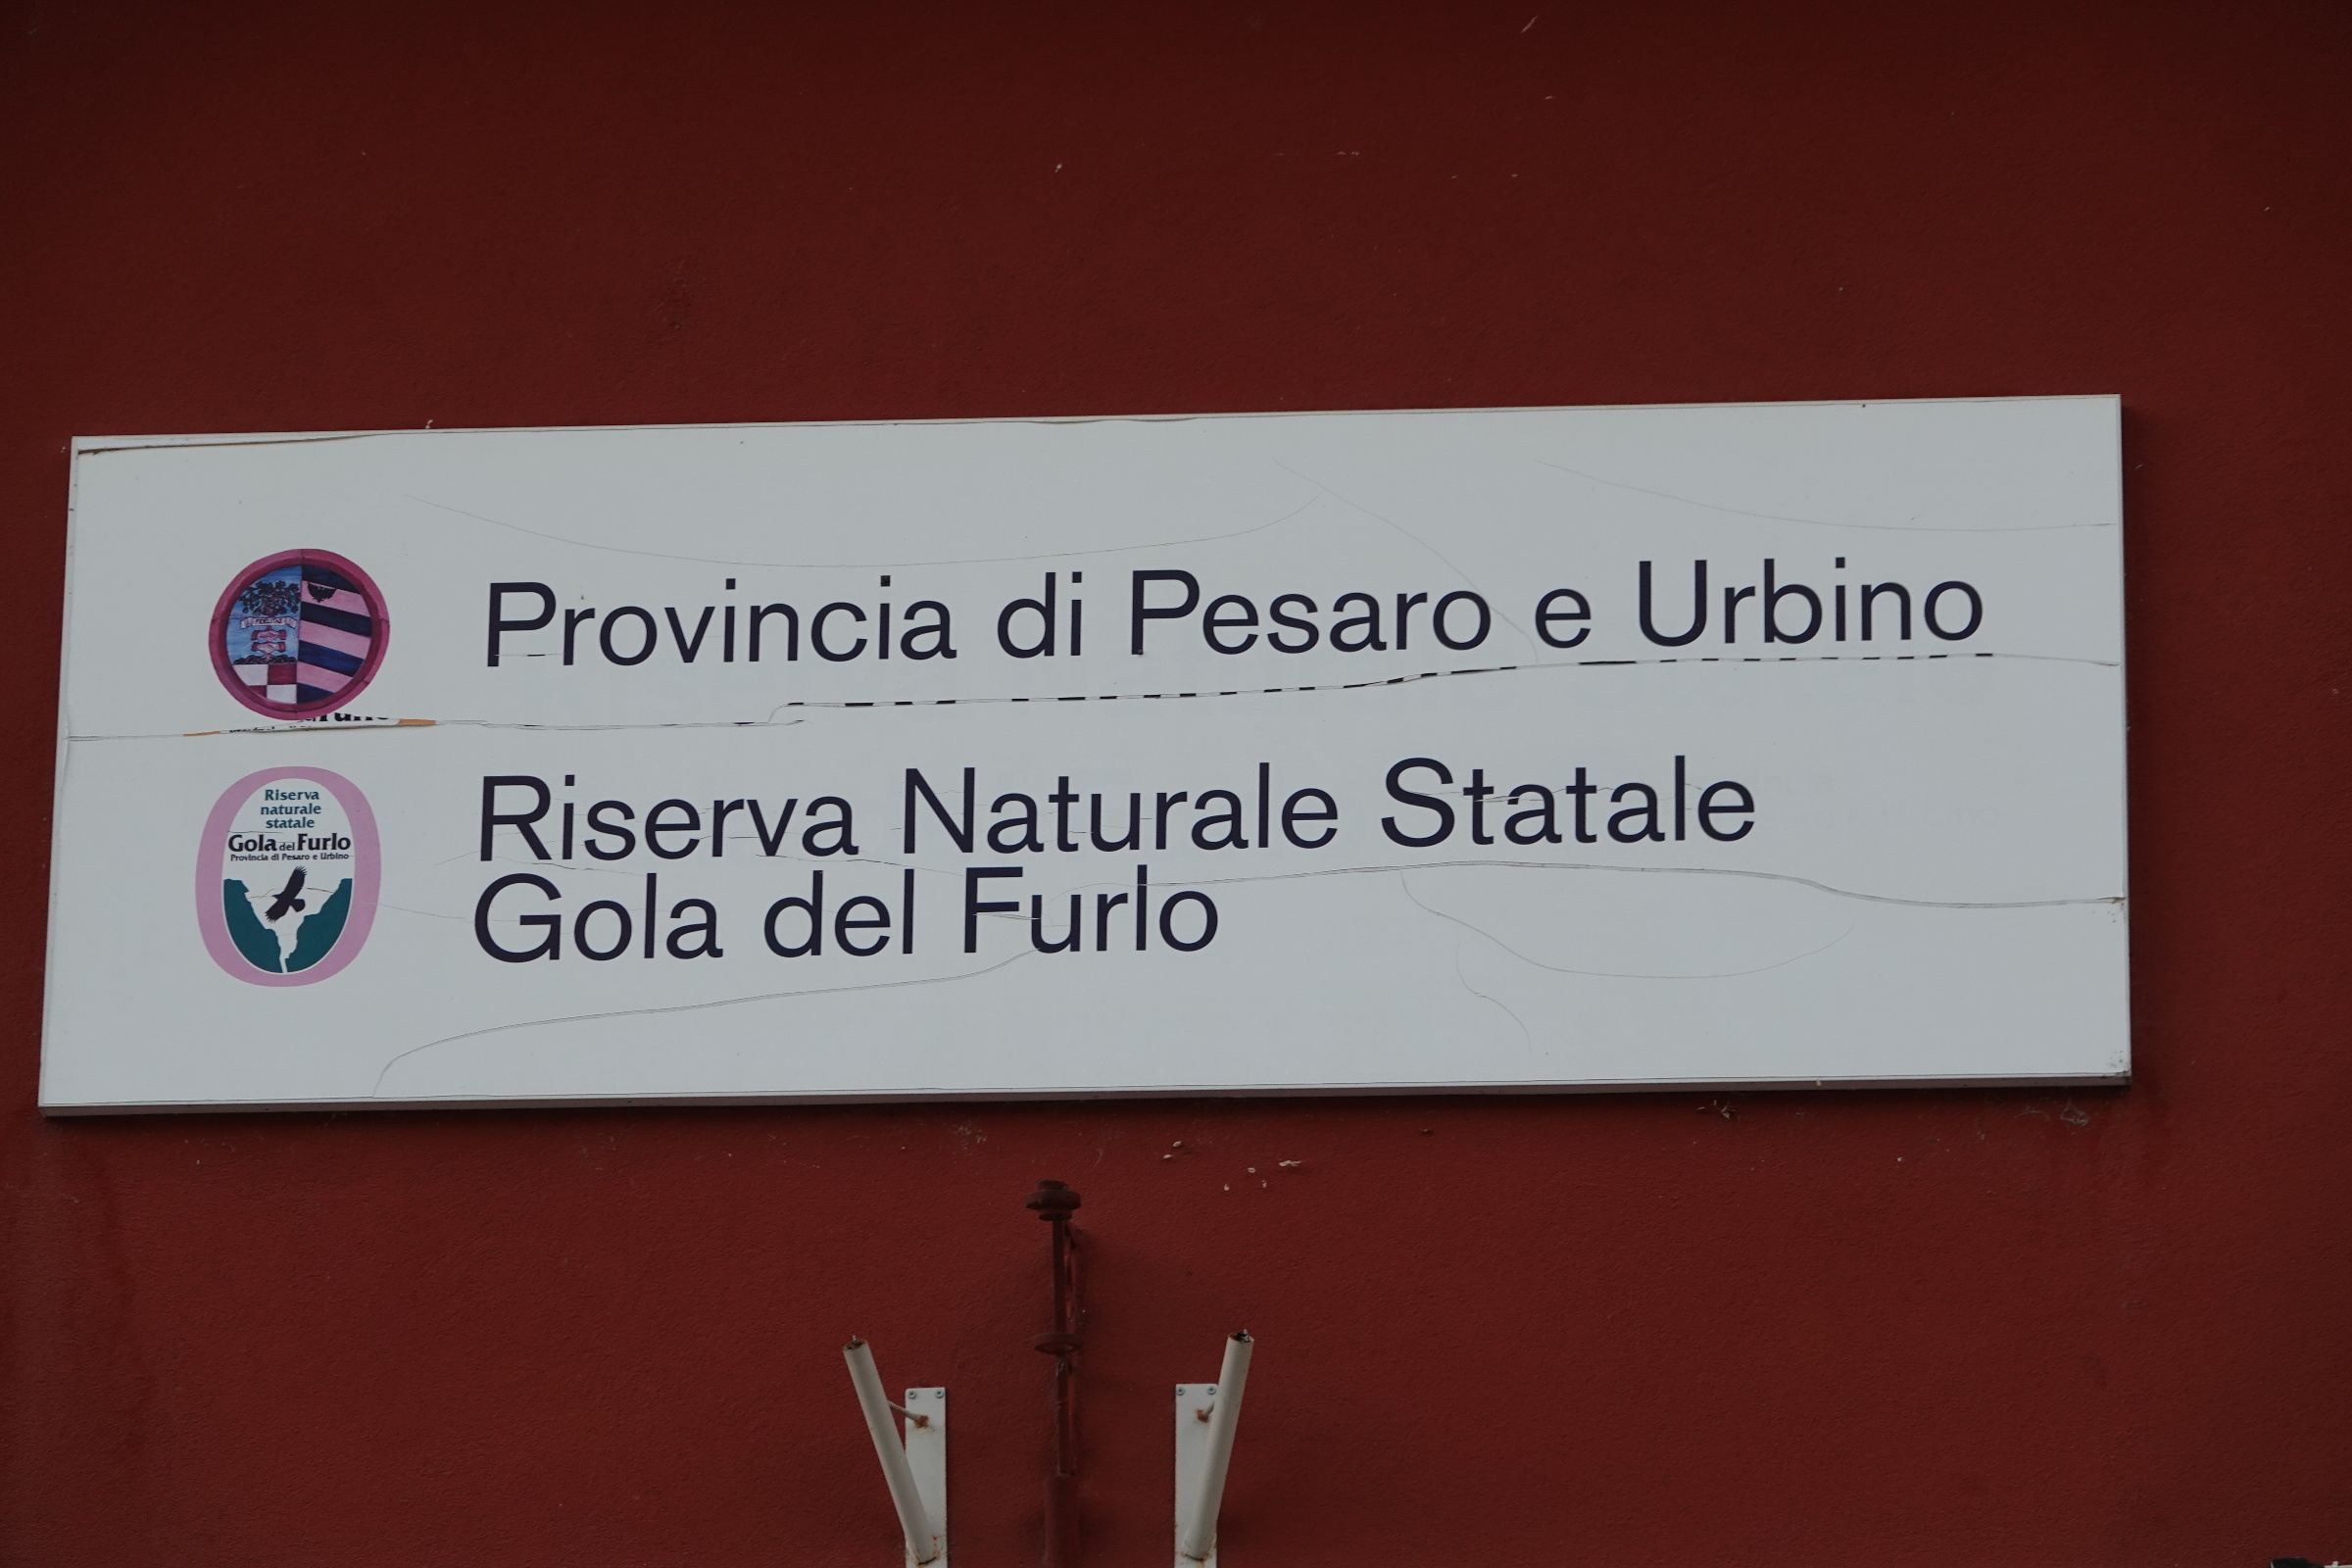 Provincia di Pesaro e Urbino
Riserva
naturale
statale
Gola del Furlo
Provincia di Pesaro e Urbino
Riserva Naturale Statale
Gola del Furlo